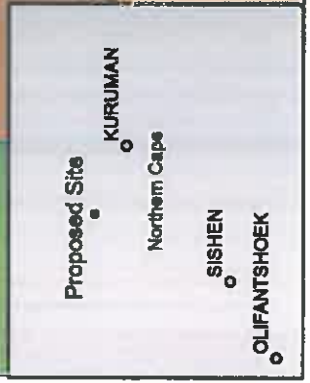 Proposed Site
KURUMAN
Northern Cape
SISHEN
OLIFANTSHOEK